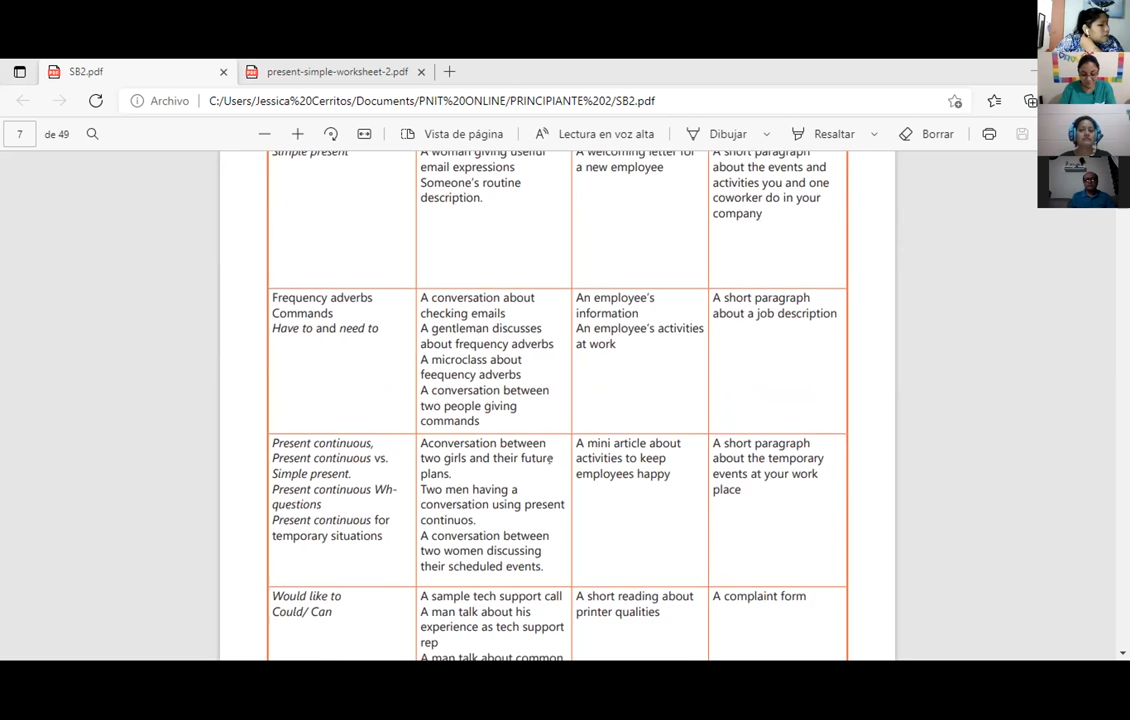 SB2.pdf
present-simple-worksheet-2.pdf
Archivo
C:/Users/Jessica%20Cerritos/Documents/PNIT%20ONLINE/PRINCIPIANTE%202/SB2.pdf
7
de 49
Vista de página
Lectura en voz alta
Dibujar
Resaltar
Borrar
Simple present
A woman giving useful
email expressions
Someone's routine
description.
A welcoming letter for
a new employee
A short paragraph
about the events and
activities you and one
coworker do in your
company
Frequency adverbs
Commands
Have to and need to
A conversation about
checking emails
A gentleman discusses
about frequency adverbs
A microclass about
feequency adverbs
A conversation between
two people giving
commands
An employee's
information
An employee's activities
at work
A short paragraph
about a job description
Present continuous,
Present continuous vs.
Simple present.
Present continuous Wh-
questions
Present continuous for
temporary situations
Aconversation between
two girls and their future
plans.
Two men having a
conversation using present
continuos.
A conversation between
two women discussing
their scheduled events.
A mini article about
activities to keep
employees happy
A short paragraph
about the temporary
events at your work
place
Would like to
Could/ Can
A sample tech support call
A man talk about his
experience as tech support
rep
A man talk about common
A short reading about
printer qualities
A complaint form